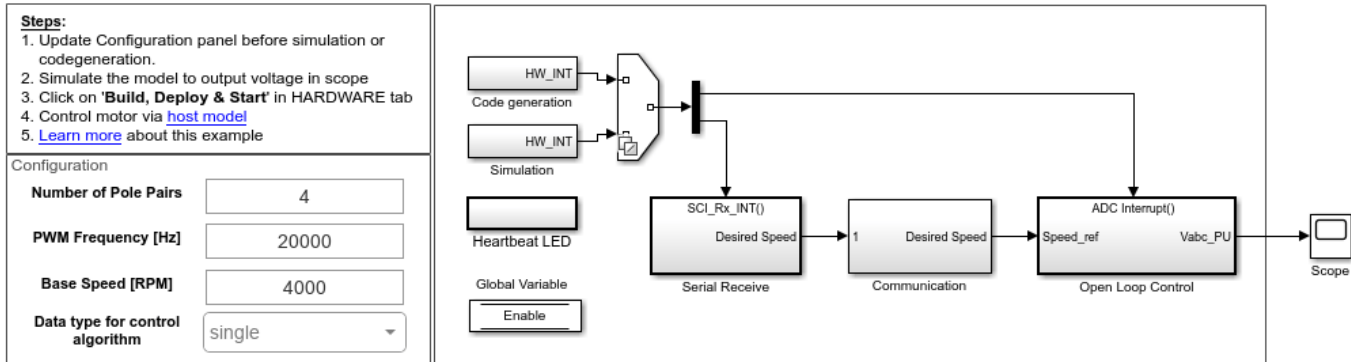 Steps:
1. Update Configuration panel before simulation or
codegeneration.
2. Simulate the model to output voltage in scope
3. Click on 'Build, Deploy & Start' in HARDWARE tab
4. Control motor via host model
5. Learn more about this example
Configuration
Number of Pole Pairs
4
PWM Frequency [Hz]
20000
Base Speed [RPM]
4000
Data type for control
algorithm
single
HW_INT
Code generation
HW_INT
Simulation
Heartbeat LED
Global Variable
Enable
SCI_Rx_INT()
Desired Speed
Serial Receive
1
Desired Speed
Communication
ADC Interrupt()
Speed_ref
Vabc_PU
Open Loop Control
Scope